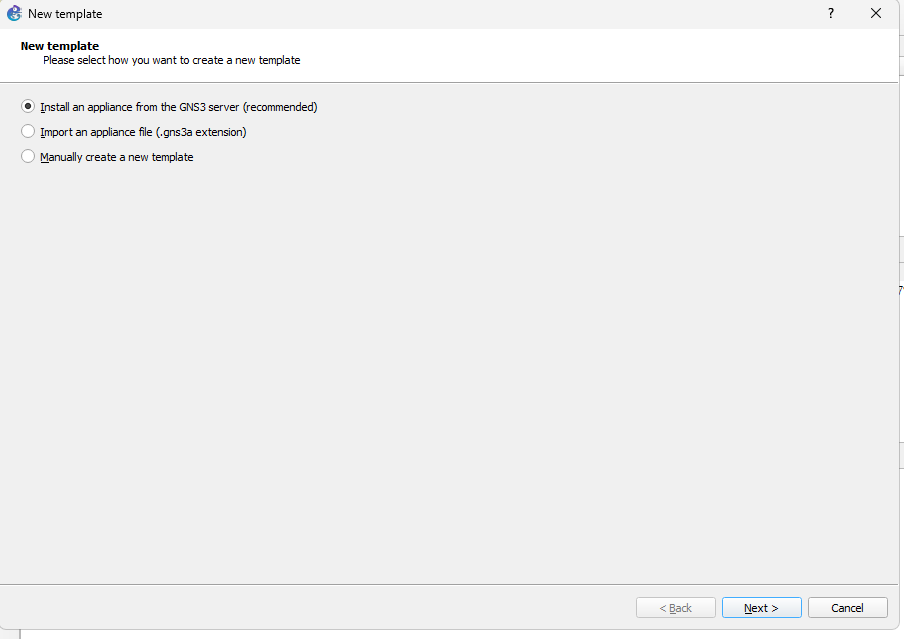 New template
?
New template
Please select how you want to create a new template
Install an appliance from the GNS3 server (recommended)
Import an appliance file (.gns3a extension)
Manually create a new template
< Back
Next >
Cancel